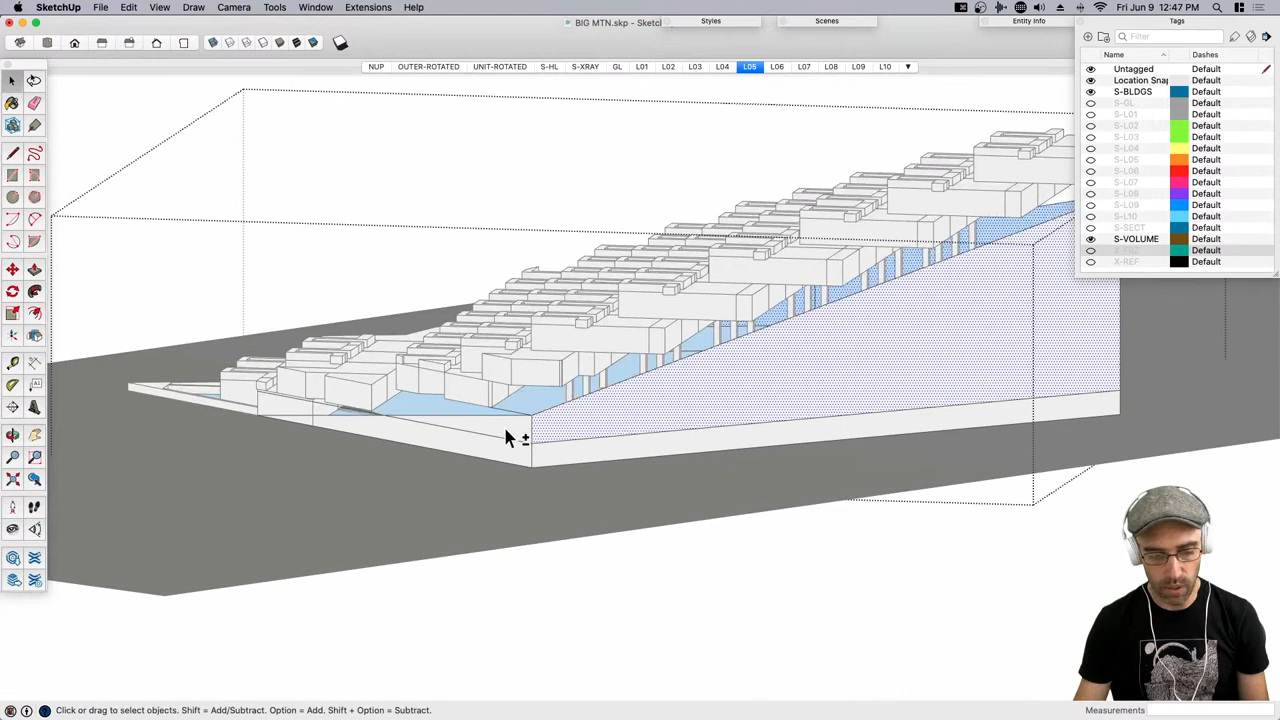 SketchUp File Edit View Draw Camera Tools Window Extensions Help Fri Jun 9 12:47 PM
BIG MTN.skp - Sketch
Styles Scenes Entity Info Tags
Filter
NUP OUTER-ROTATED UNIT-ROTATED S-HL S-XRAY GL L01 L02 L03 L04 L05 L06 L07 L08 L09 L10
Name Dashes
Untagged Default
Location Snap Default
S-BLDGS Default
S-GL Default
S-L01 Default
S-L02 Default
S-L03 Default
S-L04 Default
S-L05 Default
S-L06 Default
S-L07 Default
S-L08 Default
S-L09 Default
S-L10 Default
S-SECT Default
S-VOLUME Default
Default
X-REF Default
Click or drag to select objects. Shift = Add/Subtract. Option = Add. Shift + Option = Subtract. Measurements